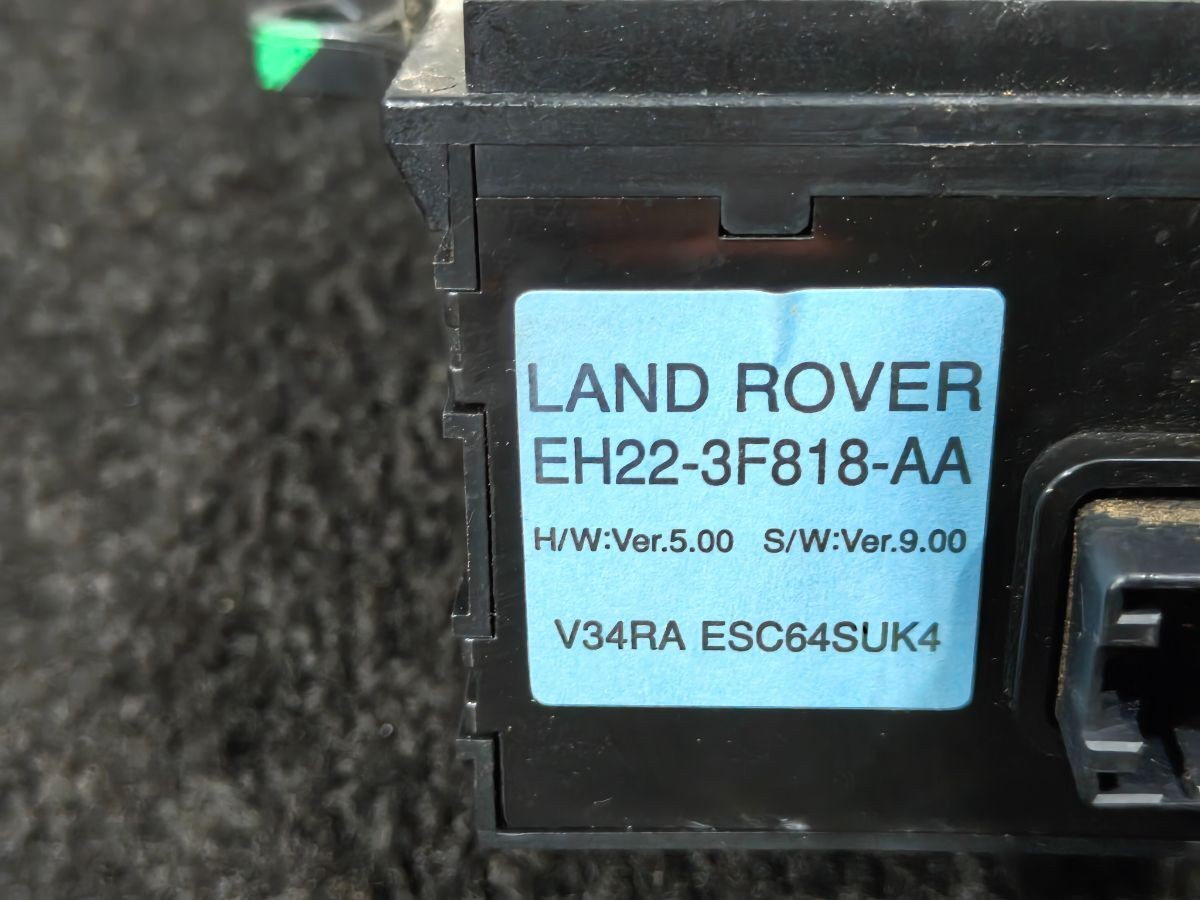 LAND ROVER
EH22-3F818-AA
H/W:Ver.5.00 S/W:Ver.9.00
V34RA ESC64SUK4